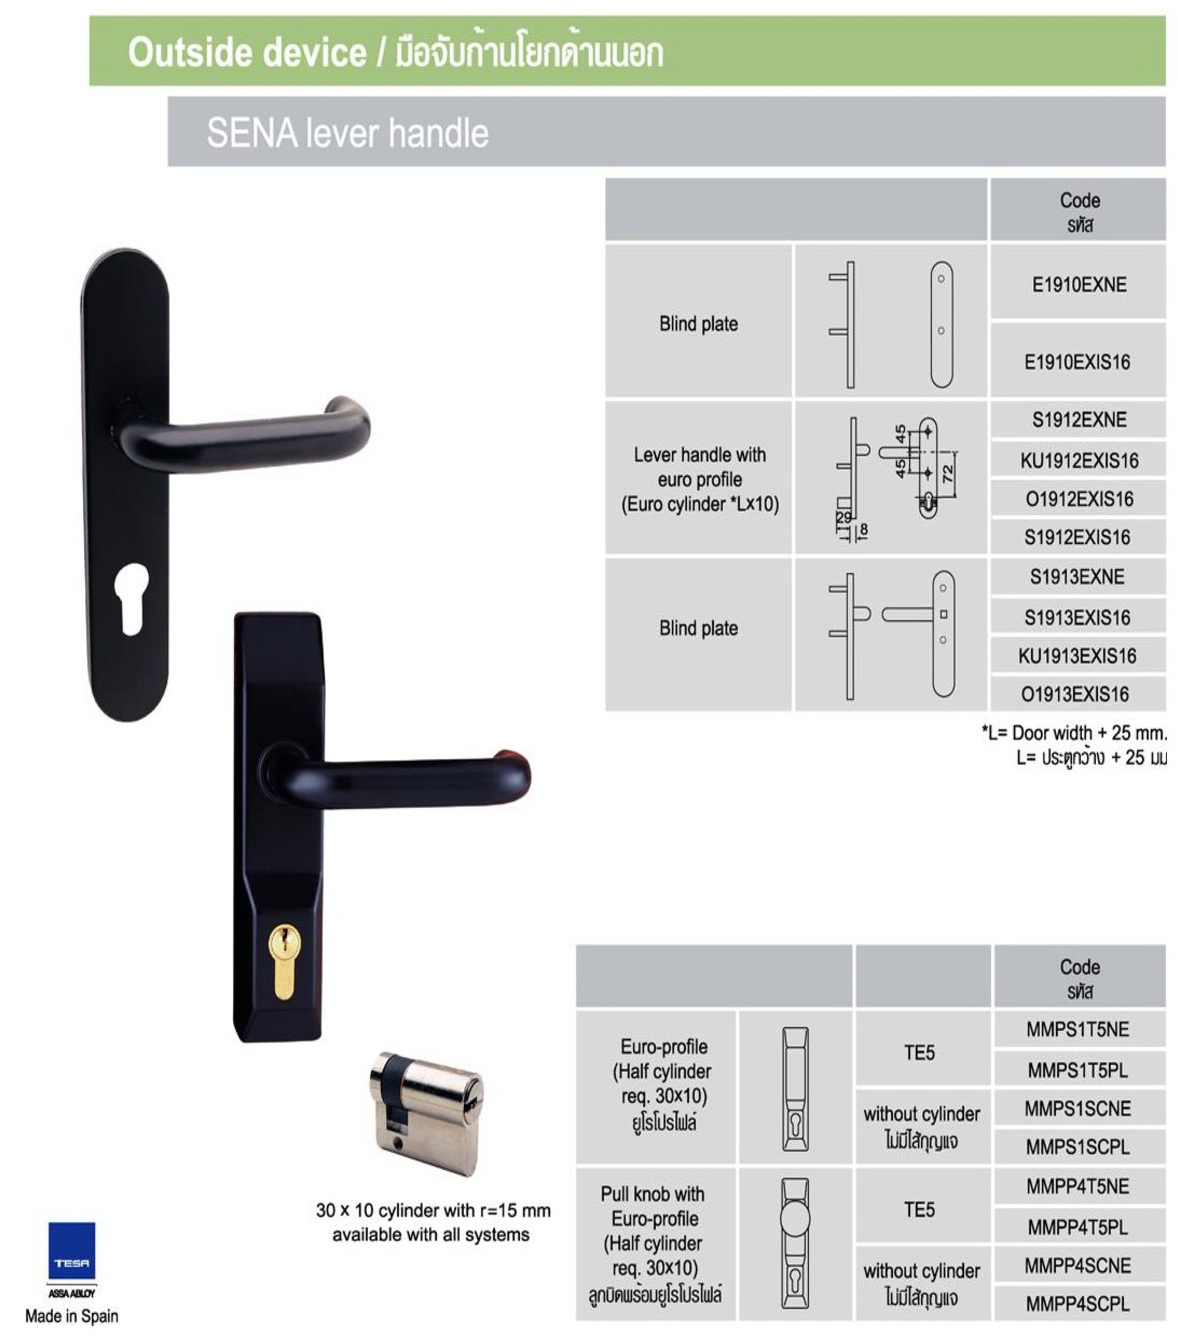 Outside device / มือจับก้านโยกด้านนอก
SENA lever handle
Code
รหัส
Blind plate
E1910EXNE
E1910EXIS16
Lever handle with
euro profile
(Euro cylinder *Lx10)
45
45
72
29
8
S1912EXNE
KU1912EXIS16
O1912EXIS16
S1912EXIS16
Blind plate
S1913EXNE
S1913EXIS16
KU1913EXIS16
O1913EXIS16
*L= Door width + 25 mm.
L= ประตูกว้าง + 25 มม
Code
รหัส
Euro-profile
(Half cylinder
req. 30x10)
ยูโรโปรไฟล์
TE5
MMPS1T5NE
MMPS1T5PL
without cylinder
ไม่มีไส้กุญแจ
MMPS1SCNE
MMPS1SCPL
Pull knob with
Euro-profile
(Half cylinder
req. 30x10)
ลูกบิดพร้อมยูโรโปรไฟล์
TE5
MMPP4T5NE
MMPP4T5PL
without cylinder
ไม่มีไส้กุญแจ
MMPP4SCNE
MMPP4SCPL
30 x 10 cylinder with r=15 mm
available with all systems
TESA
ASSA ABLOY
Made in Spain